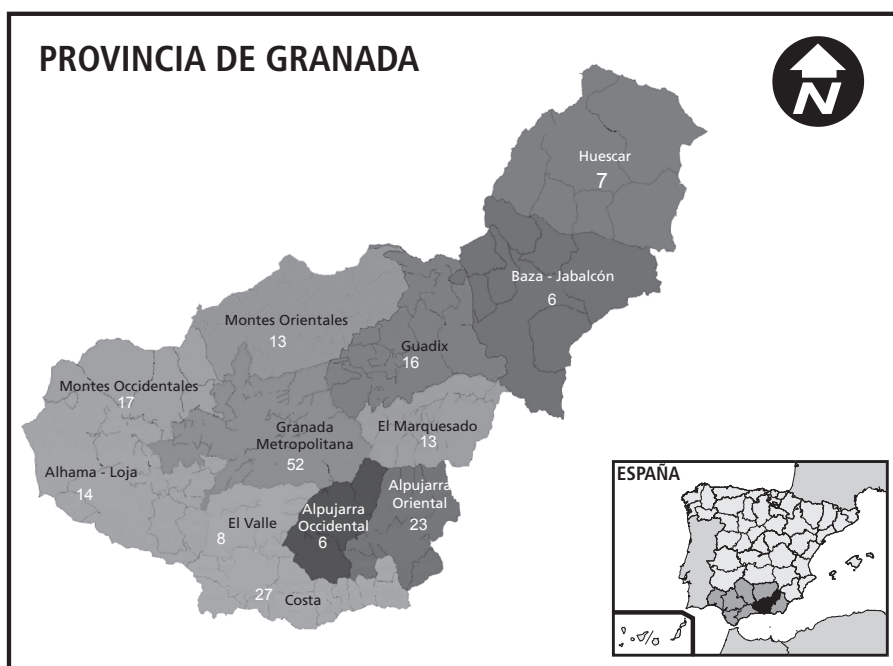 PROVINCIA DE GRANADA
N
Huescar
7
Baza - Jabalcón
6
Montes Orientales
13
Guadix
16
Montes Occidentales
17
El Marquesado
13
Granada
Metropolitana
52
Alhama - Loja
14
Alpujarra
Oriental
23
Alpujarra
Occidental
6
El Valle
8
27
Costa
ESPAÑA